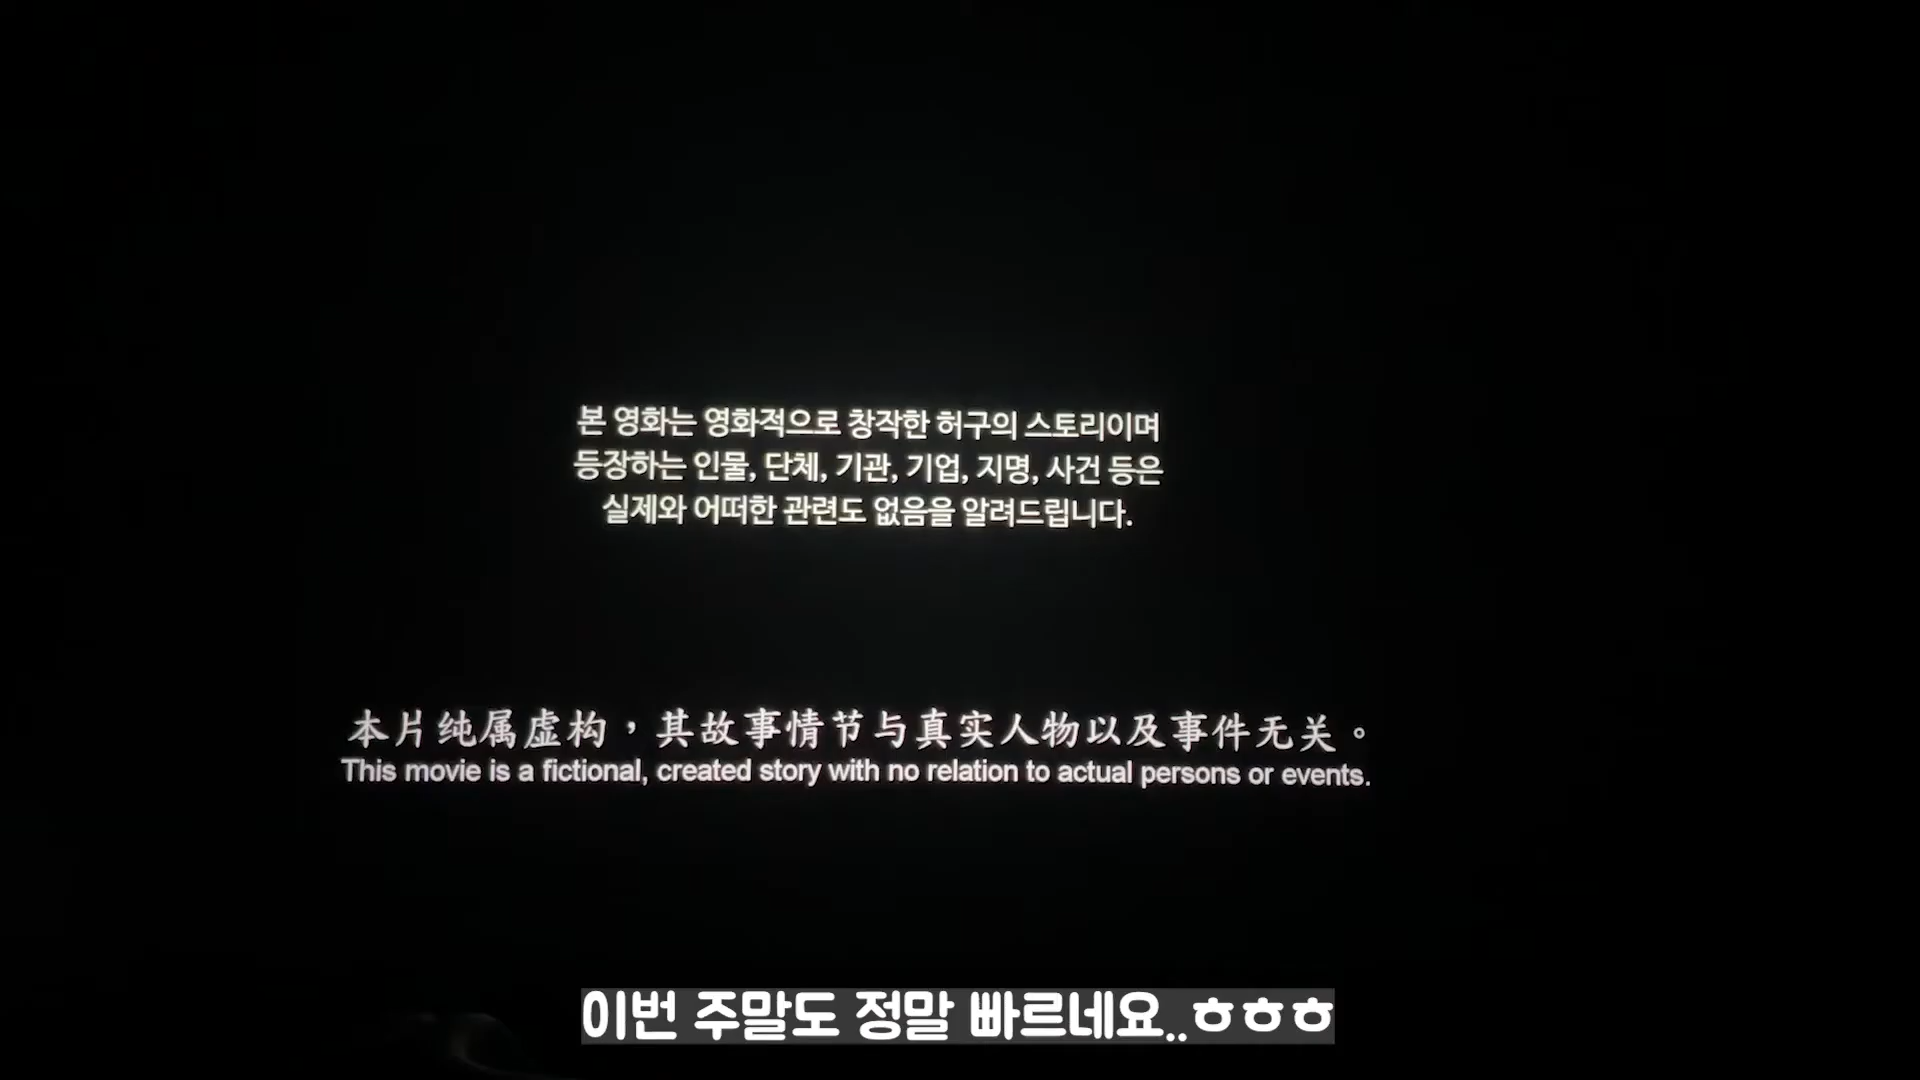 본 영화는 영화적으로 창작한 허구의 스토리이며
등장하는 인물, 단체, 기관, 기업, 지명, 사건 등은
실제와 어떠한 관련도 없음을 알려드립니다.
本片纯属虚构，其故事情节与真实人物以及事件无关。
This movie is a fictional, created story with no relation to actual persons or events.
이번 주말도 정말 빠르네요..ㅎㅎㅎ